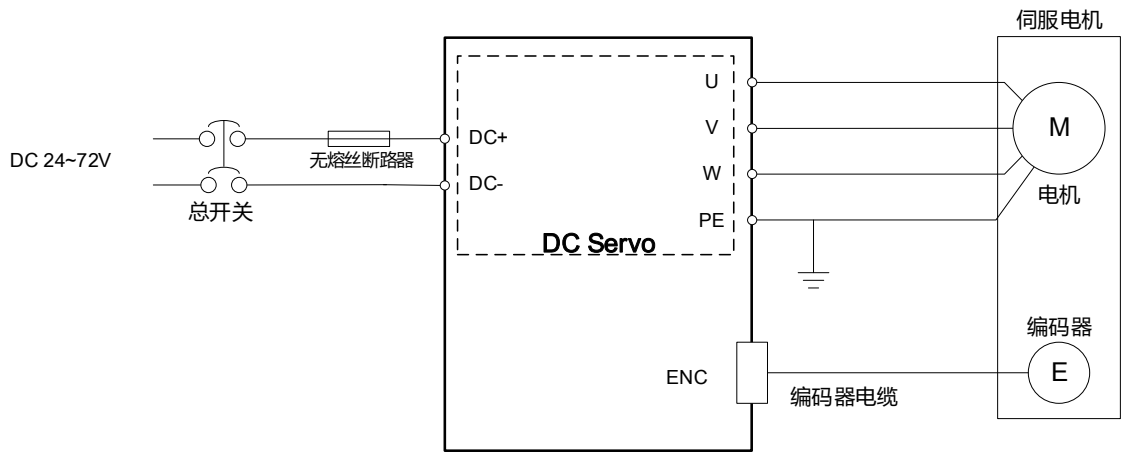 伺服电机
U
DC+
V
M
DC 24~72V
无熔丝断路器
DC-
W
电机
总开关
PE
DC Servo
编码器
ENC
E
编码器电缆